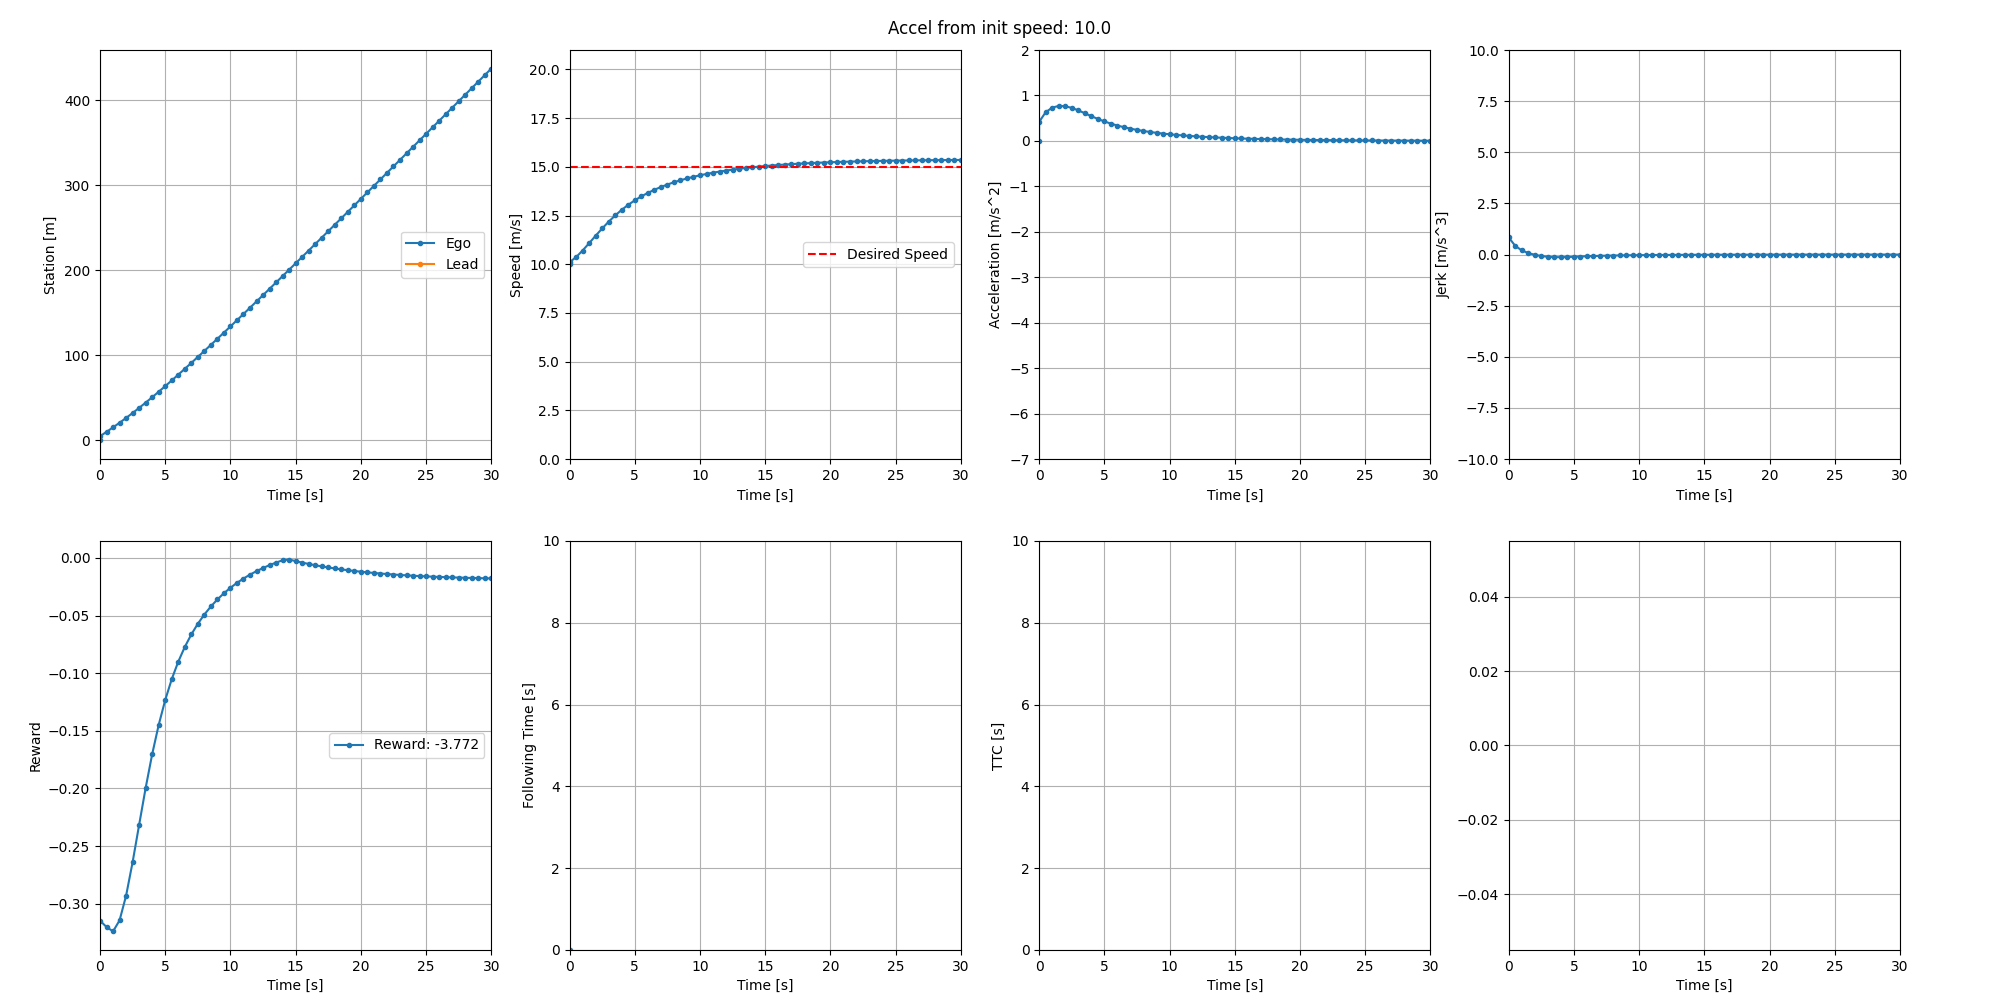 Accel from init speed: 10.0
400
300
200
100
0
Station [m]
Ego
Lead
0 5 10 15 20 25 30
Time [s]
20.0
17.5
15.0
12.5
10.0
7.5
5.0
2.5
0.0
Speed [m/s]
Desired Speed
0 5 10 15 20 25 30
Time [s]
2
1
0
−1
−2
−3
−4
−5
−6
−7
Acceleration [m/s^2]
0 5 10 15 20 25 30
Time [s]
10.0
7.5
5.0
2.5
0.0
−2.5
−5.0
−7.5
−10.0
Jerk [m/s^3]
0 5 10 15 20 25 30
Time [s]
0.00
−0.05
−0.10
−0.15
−0.20
−0.25
−0.30
Reward
Reward: -3.772
0 5 10 15 20 25 30
Time [s]
10
8
6
4
2
0
Following Time [s]
0 5 10 15 20 25 30
Time [s]
10
8
6
4
2
0
TTC [s]
0 5 10 15 20 25 30
Time [s]
0.04
0.02
0.00
−0.02
−0.04
0 5 10 15 20 25 30
Time [s]